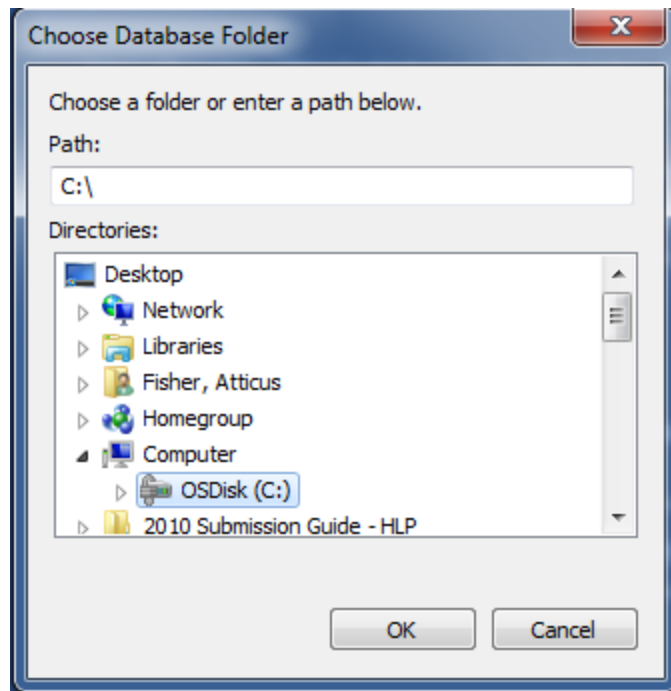 Choose Database Folder
Choose a folder or enter a path below.
Path:
C:\
Directories:
Desktop
Network
Libraries
Fisher, Atticus
Homegroup
Computer
OSDisk (C:)
2010 Submission Guide - HLP
OK Cancel